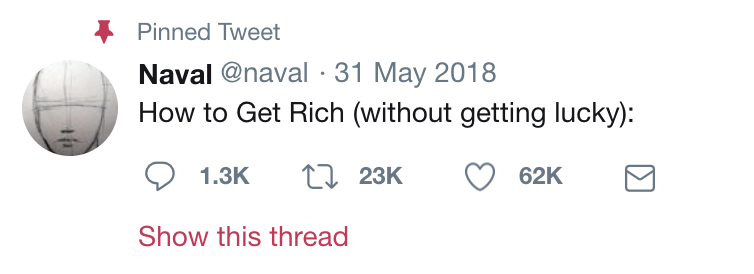 Pinned Tweet
Naval @naval · 31 May 2018
How to Get Rich (without getting lucky):
1.3K 23K 62K
Show this thread